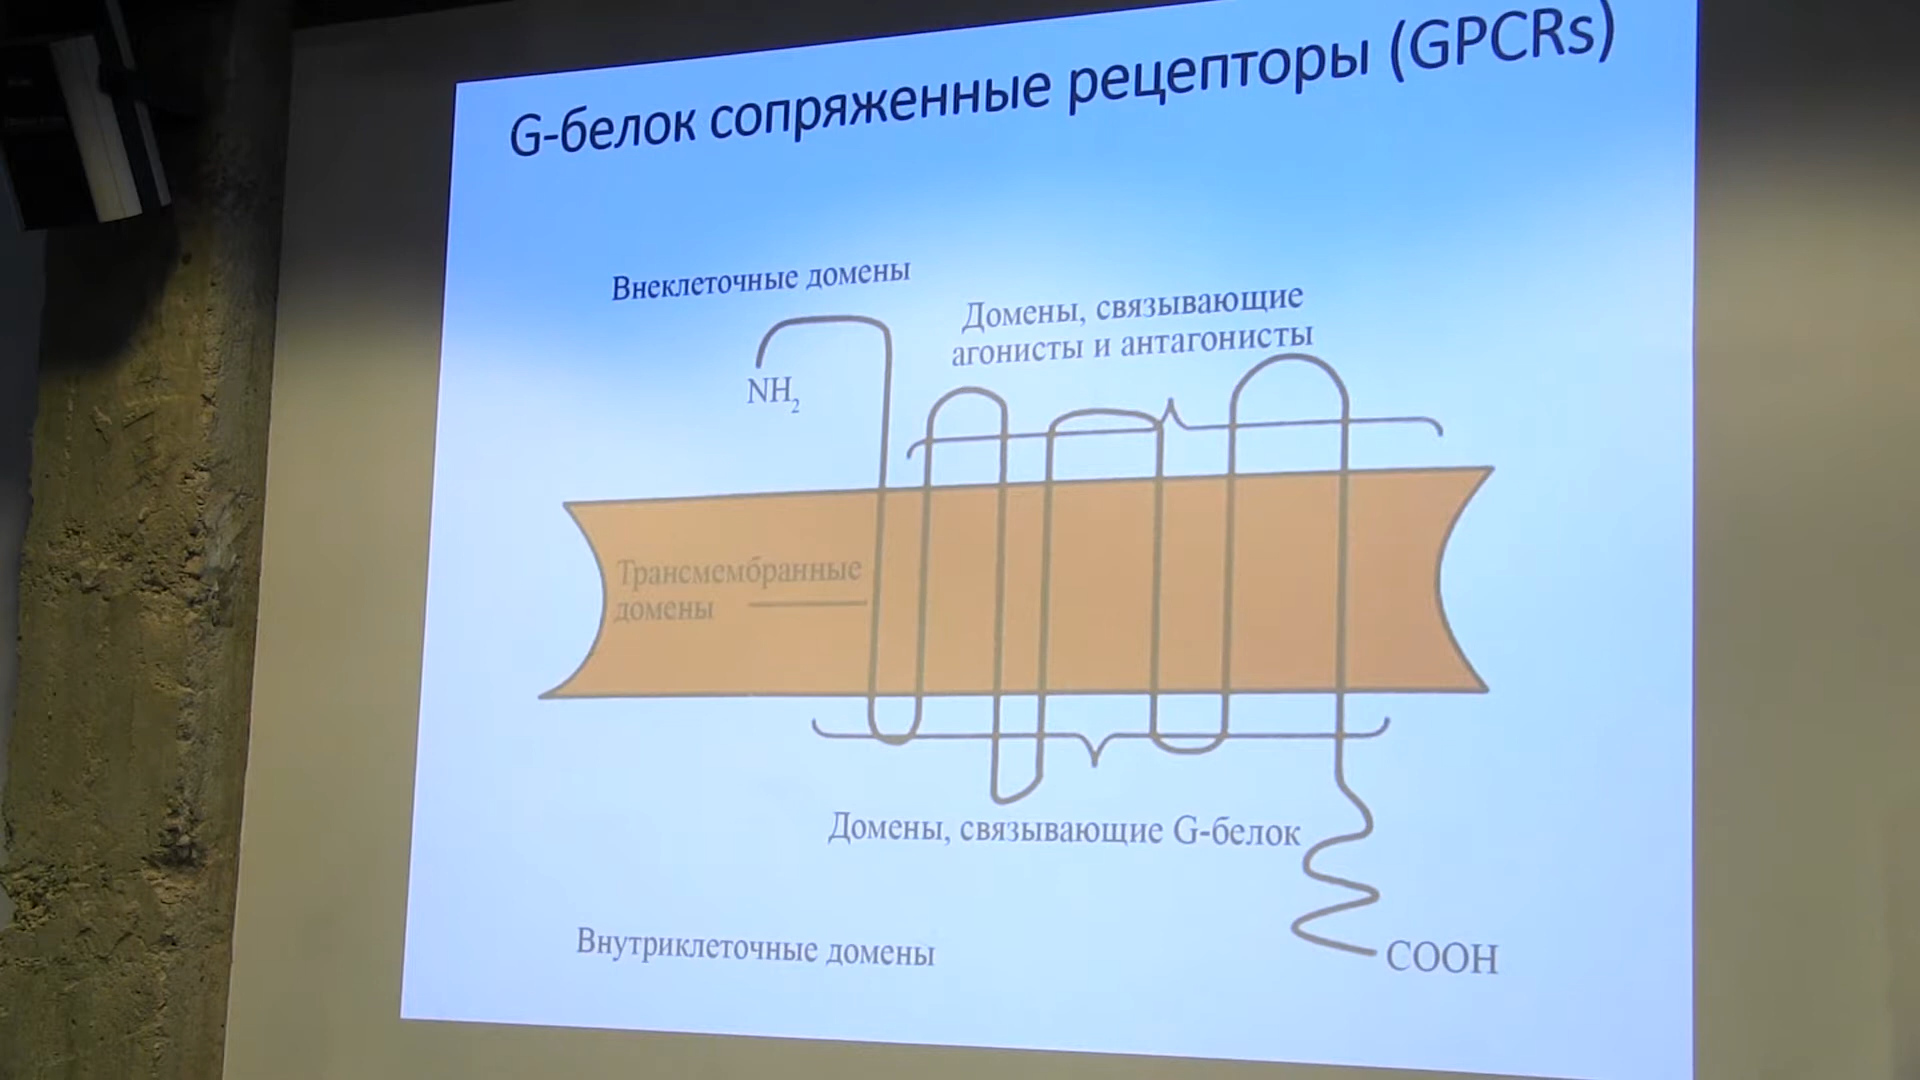 G-белок сопряженные рецепторы (GPCRs)
Внеклеточные домены
Домены, связывающие
агонисты и антагонисты
NH₂
Трансмембранные
домены
Домены, связывающие G-белок
Внутриклеточные домены
COOH